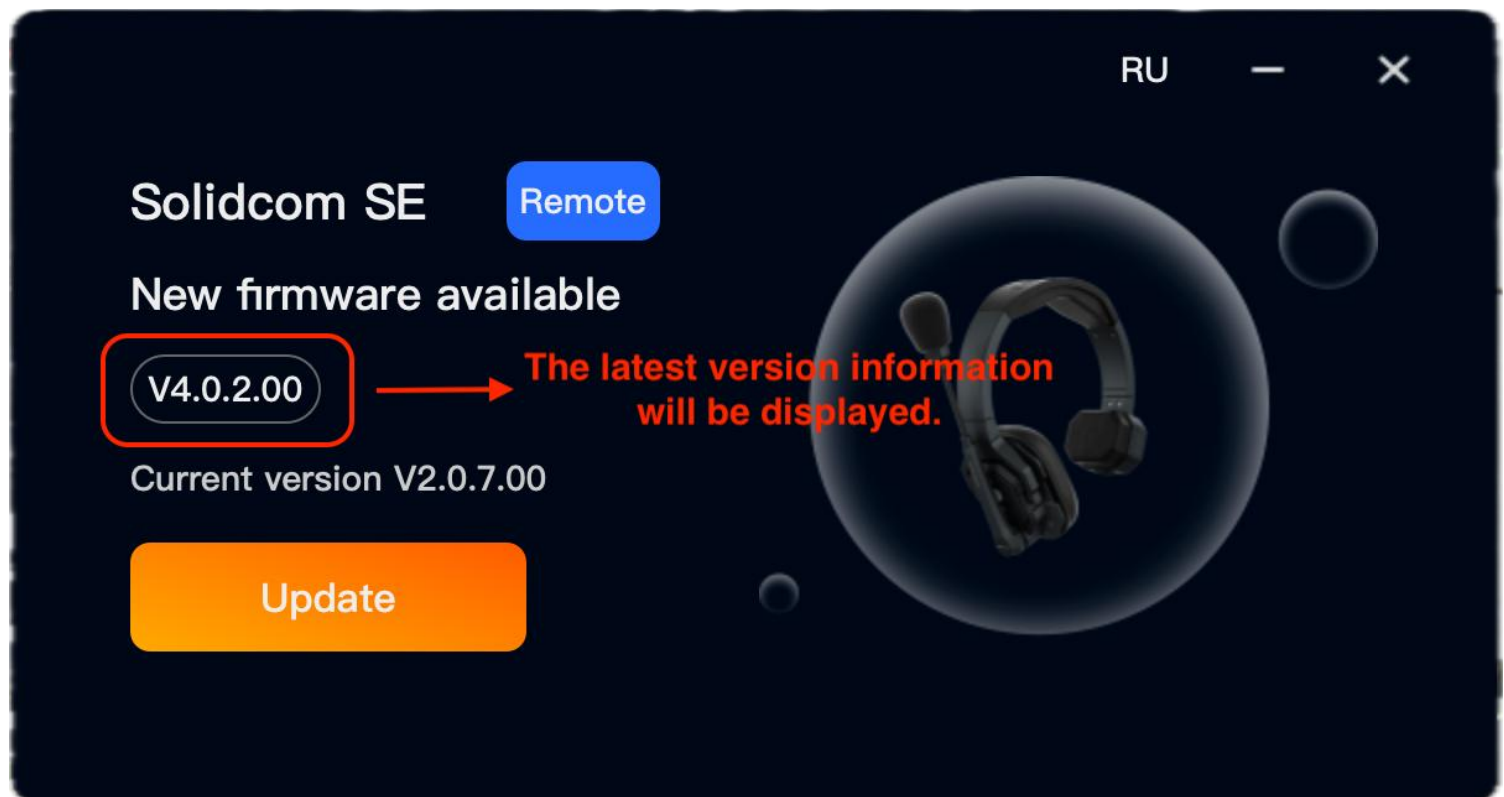 RU
Solidcom SE
Remote
New firmware available
V4.0.2.00
The latest version information
will be displayed.
Current version V2.0.7.00
Update